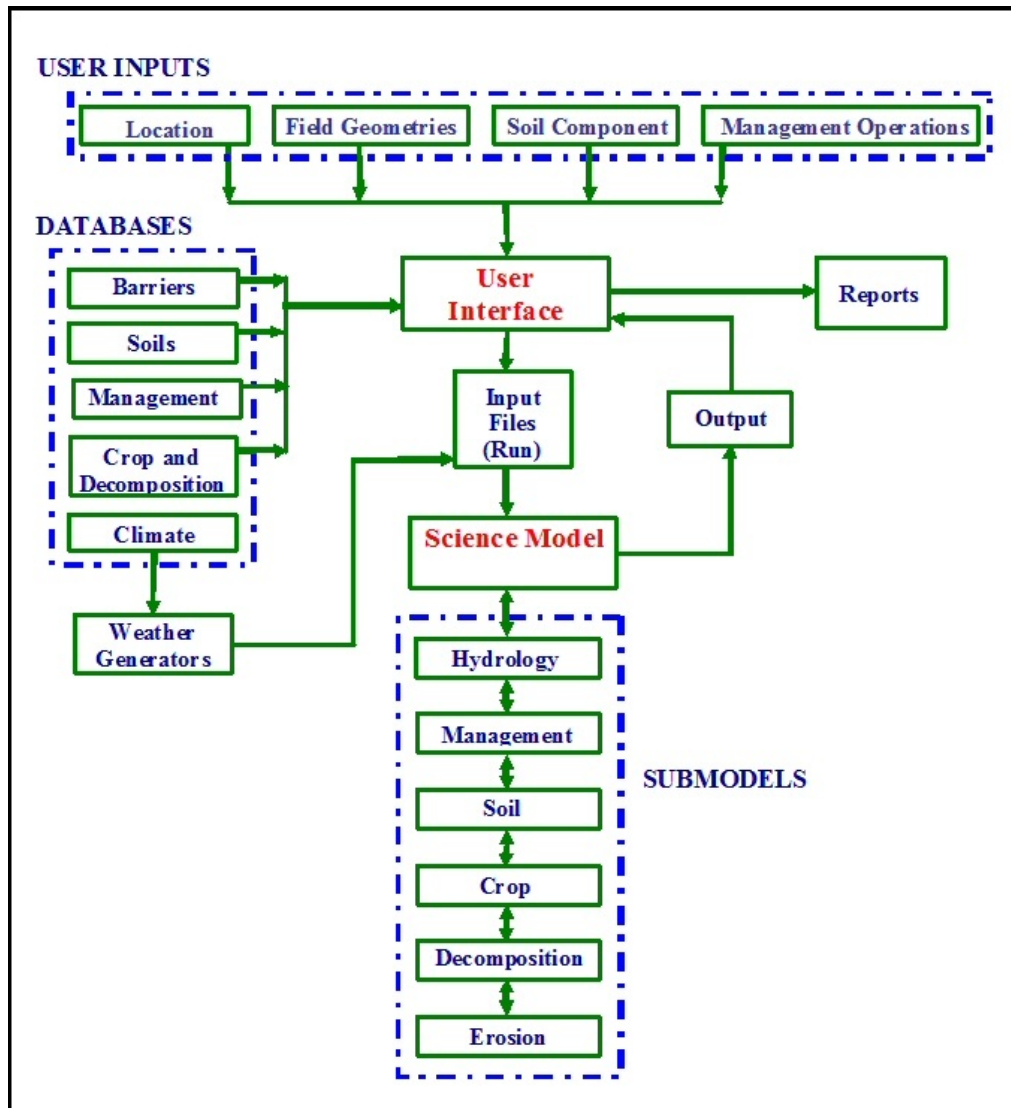 USER INPUTS
Location
Field Geometries
Soil Component
Management Operations
DATABASES
Barriers
Soils
Management
Crop and
Decomposition
Climate
Weather
Generators
User
Interface
Reports
Input
Files
(Run)
Output
Science Model
Hydrology
Management
Soil
Crop
Decomposition
Erosion
SUBMODELS